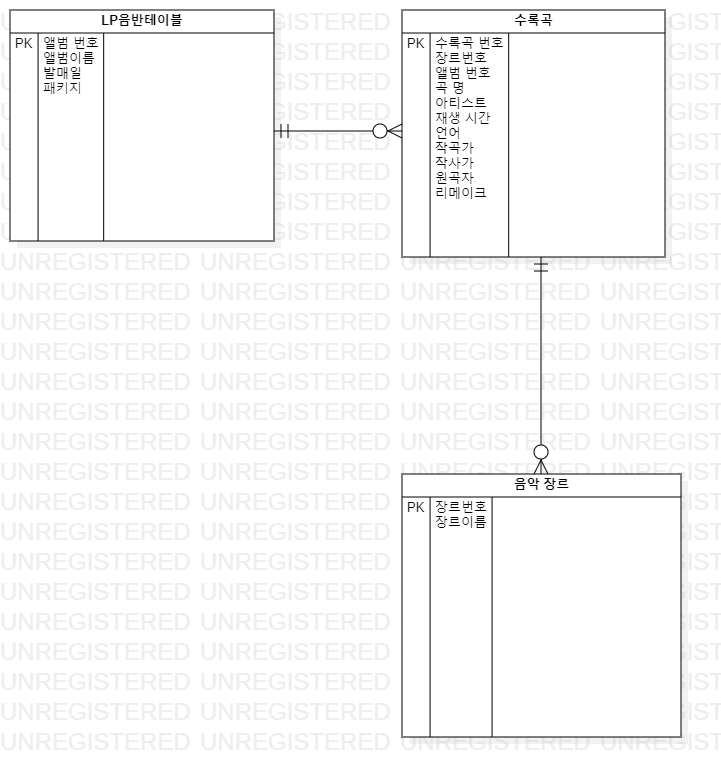 LP음반테이블
PK 앨범 번호
앨범이름
발매일
패키지
수록곡
PK 수록곡 번호
장르번호
앨범 번호
곡 명
아티스트
재생 시간
언어
작곡가
작사가
원곡자
리메이크
음악 장르
PK 장르번호
장르이름
UNREGISTERED UNREGISTERED UNREGISTERED UNREGISTERED